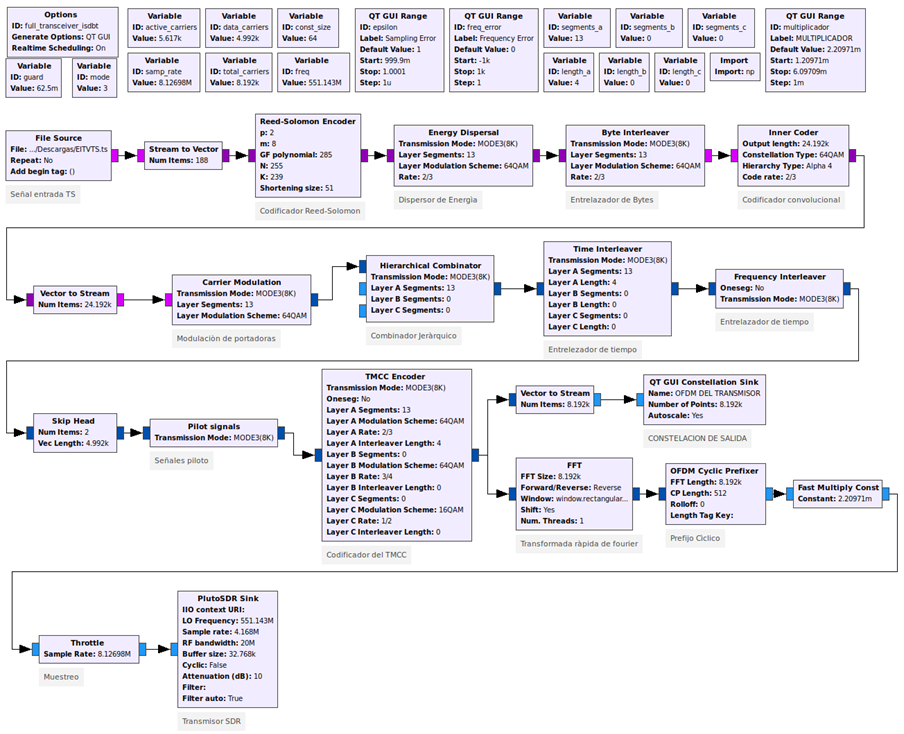 Options
ID: full_transceiver_isdbt
Generate Options: QT GUI
Realtime Scheduling: On
Variable
ID: guard
Value: 62.5m
Variable
ID: mode
Value: 3
Variable
ID: active_carriers
Value: 5.617k
Variable
ID: data_carriers
Value: 4.992k
Variable
ID: const_size
Value: 64
Variable
ID: samp_rate
Value: 8.12698M
Variable
ID: total_carriers
Value: 8.192k
Variable
ID: freq
Value: 551.143M
QT GUI Range
ID: epsilon
Label: Sampling Error
Default Value: 1
Start: 999.9m
Stop: 1.0001
Step: 1u
QT GUI Range
ID: freq_error
Label: Frequency Error
Default Value: 0
Start: -1k
Stop: 1k
Step: 1
Variable
ID: segments_a
Value: 13
Variable
ID: segments_b
Value: 0
Variable
ID: segments_c
Value: 0
Variable
ID: length_a
Value: 4
Variable
ID: length_b
Value: 0
Variable
ID: length_c
Value: 0
Import
Import: np
QT GUI Range
ID: multiplicador
Label: MULTIPLICADOR
Default Value: 2.20971m
Start: 1.20971m
Stop: 6.09709m
Step: 1m
File Source
File: .../Descargas/EITVTS.ts
Repeat: No
Add begin tag: ()
Señal entrada TS
Stream to Vector
Num Items: 188
Reed-Solomon Encoder
p: 2
m: 8
GF polynomial: 285
N: 255
K: 239
Shortening size: 51
Codificador Reed-Solomon
Energy Dispersal
Transmission Mode: MODE3(8K)
Layer Segments: 13
Layer Modulation Scheme: 64QAM
Rate: 2/3
Dispersor de Energìa
Byte Interleaver
Transmission Mode: MODE3(8K)
Layer Segments: 13
Layer Modulation Scheme: 64QAM
Rate: 2/3
Entrelazador de Bytes
Inner Coder
Output length: 24.192k
Constellation Type: 64QAM
Hierarchy Type: Alpha 4
Code rate: 2/3
Codificador convolucional
Vector to Stream
Num Items: 24.192k
Carrier Modulation
Transmission Mode: MODE3(8K)
Layer Segments: 13
Layer Modulation Scheme: 64QAM
Modulaciòn de portadoras
Hierarchical Combinator
Transmission Mode: MODE3(8K)
Layer A Segments: 13
Layer B Segments: 0
Layer C Segments: 0
Combinador Jeràrquico
Time Interleaver
Transmission Mode: MODE3(8K)
Layer A Segments: 13
Layer A Length: 4
Layer B Segments: 0
Layer B Length: 0
Layer C Segments: 0
Layer C Length: 0
Entrelezador de tiempo
Frequency Interleaver
Oneseg: No
Transmission Mode: MODE3(8K)
Entrelazador de tiempo
Skip Head
Num Items: 2
Vec Length: 4.992k
Pilot signals
Transmission Mode: MODE3(8K)
Señales piloto
TMCC Encoder
Transmission Mode: MODE3(8K)
Oneseg: No
Layer A Segments: 13
Layer A Modulation Scheme: 64QAM
Layer A Rate: 2/3
Layer A Interleaver Length: 4
Layer B Segments: 0
Layer B Modulation Scheme: 64QAM
Layer B Rate: 3/4
Layer B Interleaver Length: 0
Layer C Segments: 0
Layer C Modulation Scheme: 16QAM
Layer C Rate: 1/2
Layer C Interleaver Length: 0
Codificador del TMCC
Vector to Stream
Num Items: 8.192k
QT GUI Constellation Sink
Name: OFDM DEL TRANSMISOR
Number of Points: 8.192k
Autoscale: Yes
CONSTELACION DE SALIDA
FFT
FFT Size: 8.192k
Forward/Reverse: Reverse
Window: window.rectangular...
Shift: Yes
Num. Threads: 1
Transformada ràpida de fourier
OFDM Cyclic Prefixer
FFT Length: 8.192k
CP Length: 512
Rolloff: 0
Length Tag Key:
Prefijo Ciclico
Fast Multiply Const
Constant: 2.20971m
Throttle
Sample Rate: 8.12698M
Muestreo
PlutoSDR Sink
IIO context URI:
LO Frequency: 551.143M
Sample rate: 4.168M
RF bandwidth: 20M
Buffer size: 32.768k
Cyclic: False
Attenuation (dB): 10
Filter:
Filter auto: True
Transmisor SDR